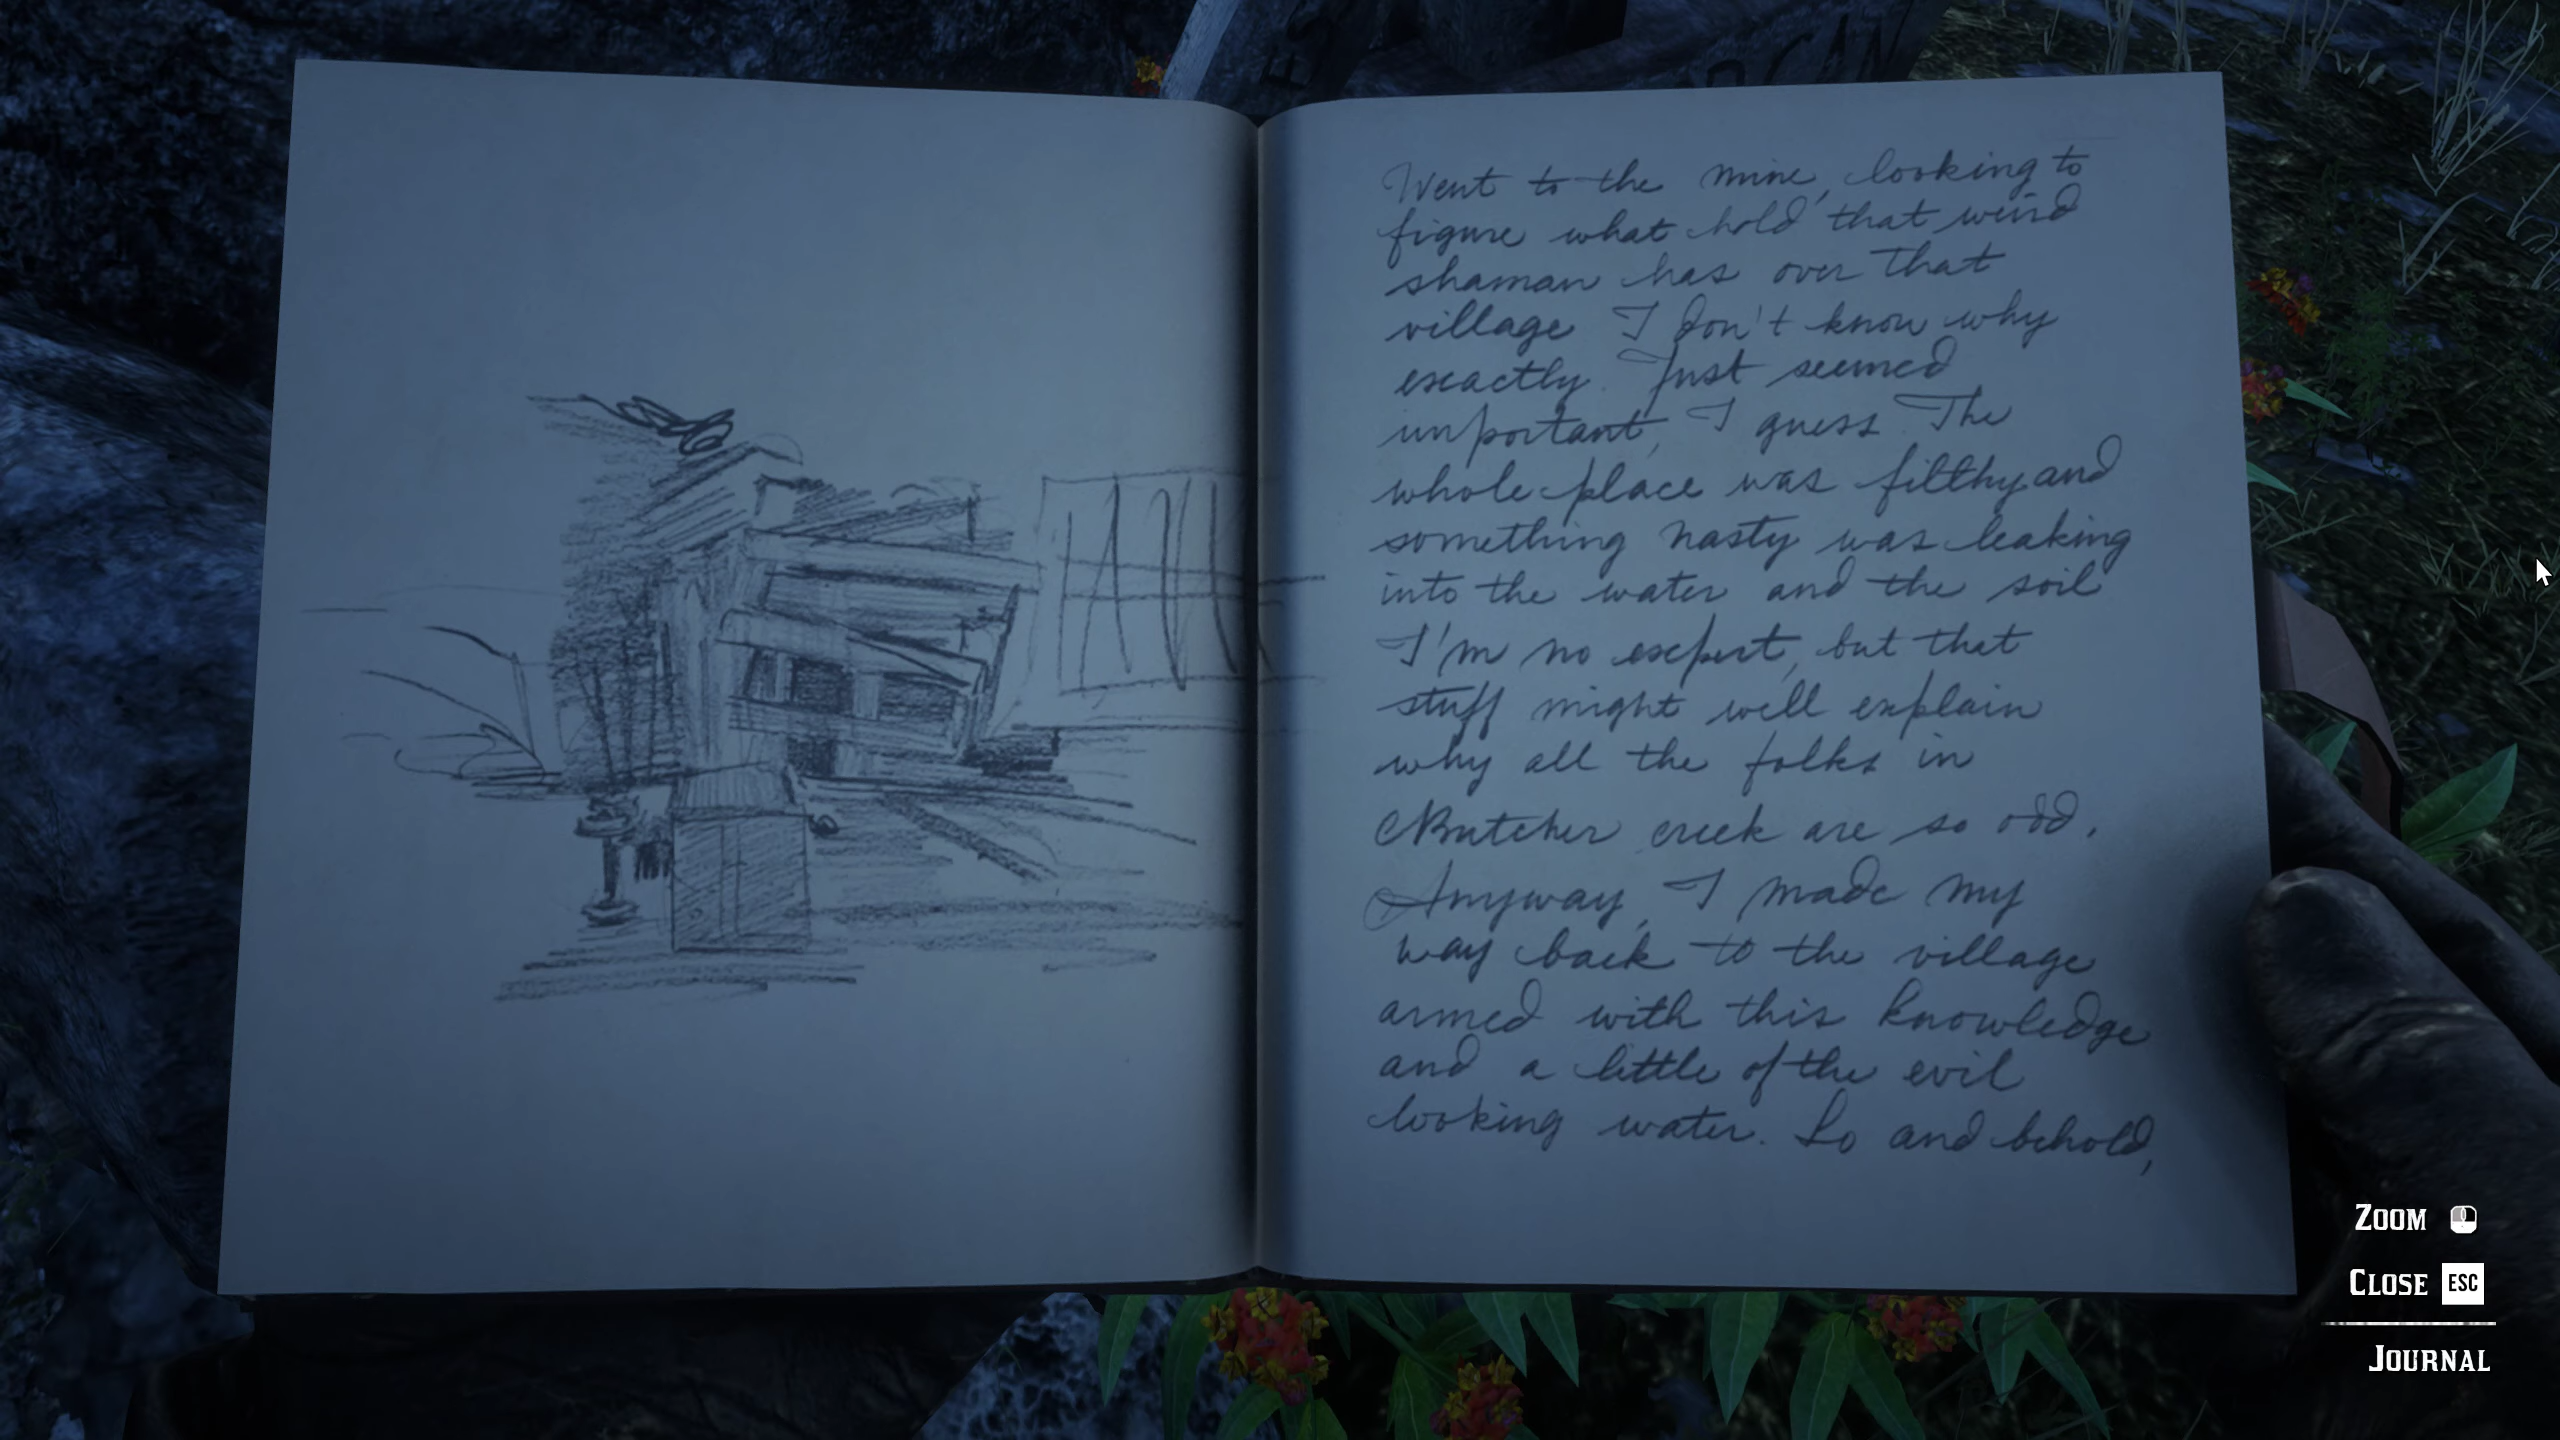 RGAN
Went to the mine, looking to
figure what hold that weird
shaman has over that
village I don't know why
exactly. Just seemed
important, I guess The
whole place was filthy and
something nasty was leaking
into the water and the soil
I'm no expert, but that
stuff might well explain
why all the folks in
Butcher creek are so odd.
Anyway, I made my
way back to the village
armed with this knowledge
and a little of the evil
looking water. Lo and behold,
ZOOM
CLOSE ESC
JOURNAL